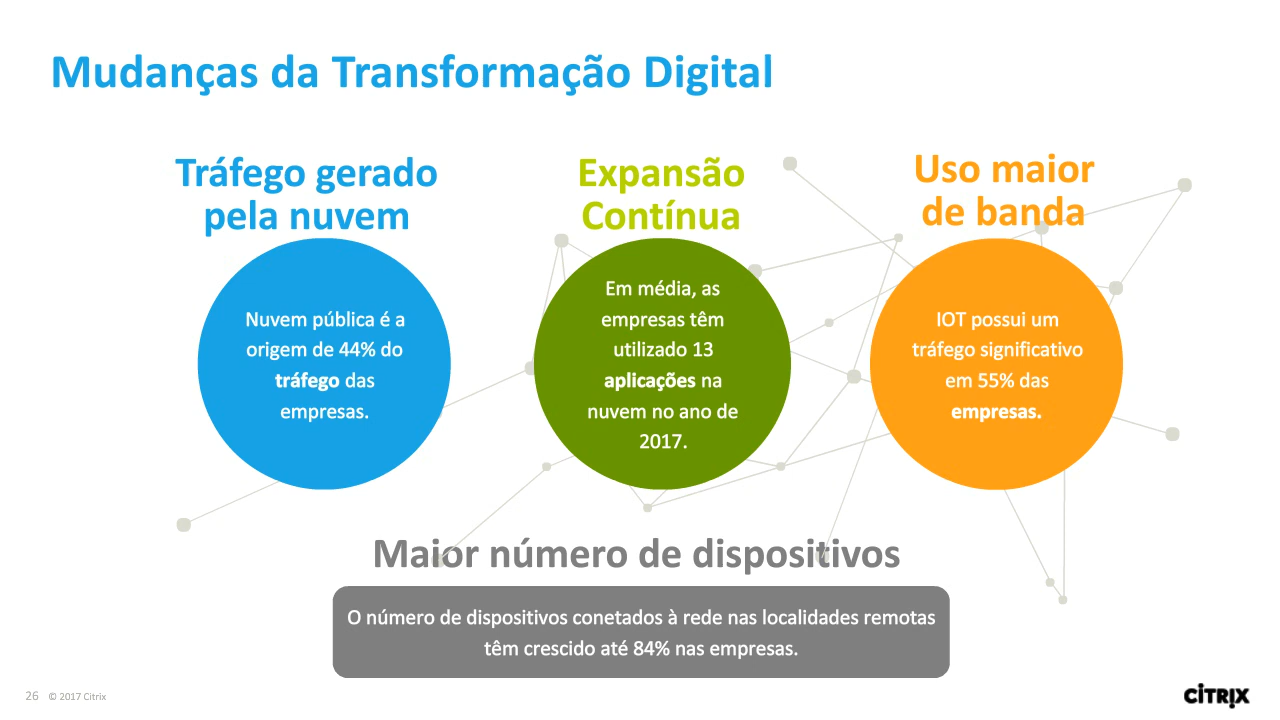 Mudanças da Transformação Digital
Tráfego gerado
pela nuvem
Nuvem pública é a
origem de 44% do
tráfego das
empresas.
Expansão
Contínua
Em média, as
empresas têm
utilizado 13
aplicações na
nuvem no ano de
2017.
Uso maior
de banda
IOT possui um
tráfego significativo
em 55% das
empresas.
Maior número de dispositivos
O número de dispositivos conetados à rede nas localidades remotas
têm crescido até 84% nas empresas.
26 © 2017 Citrix
CITRIX